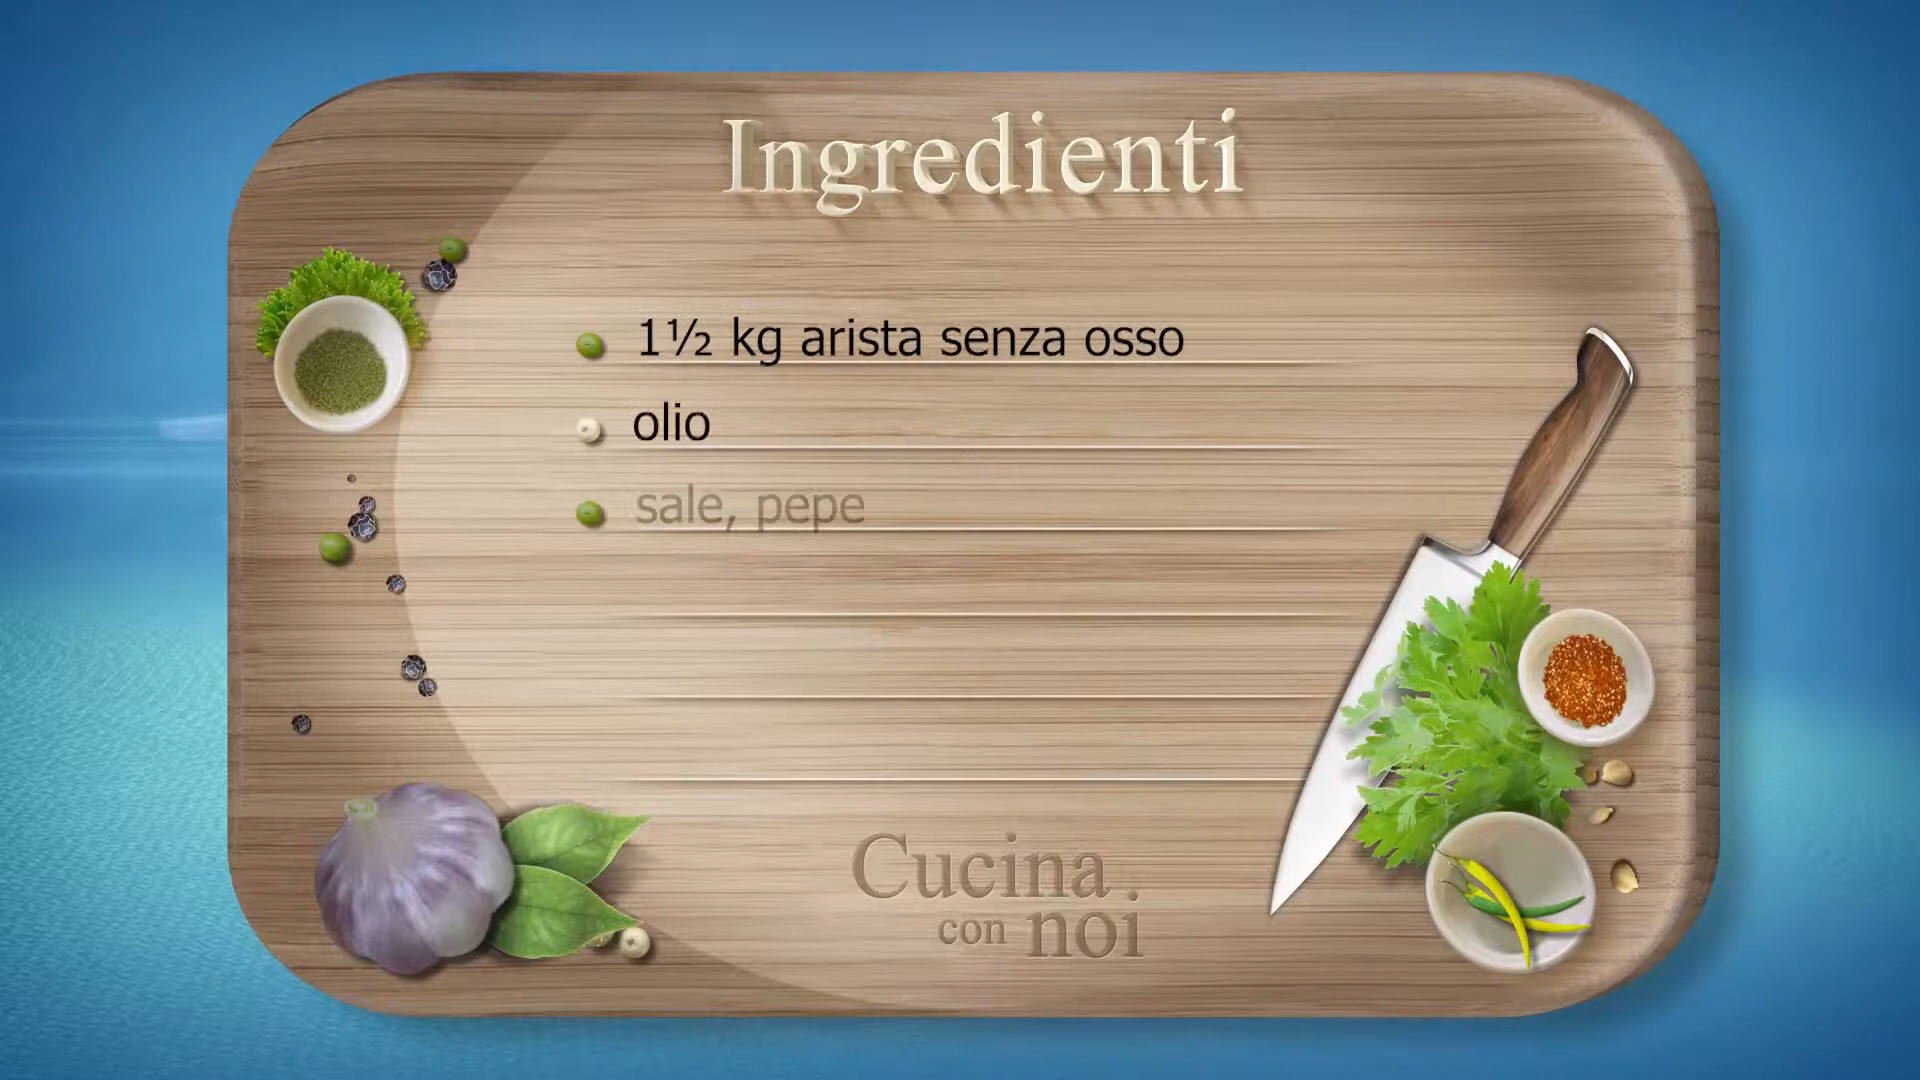 Ingredienti
1½ kg arista senza osso
olio
sale, pepe
Cucina
con noi